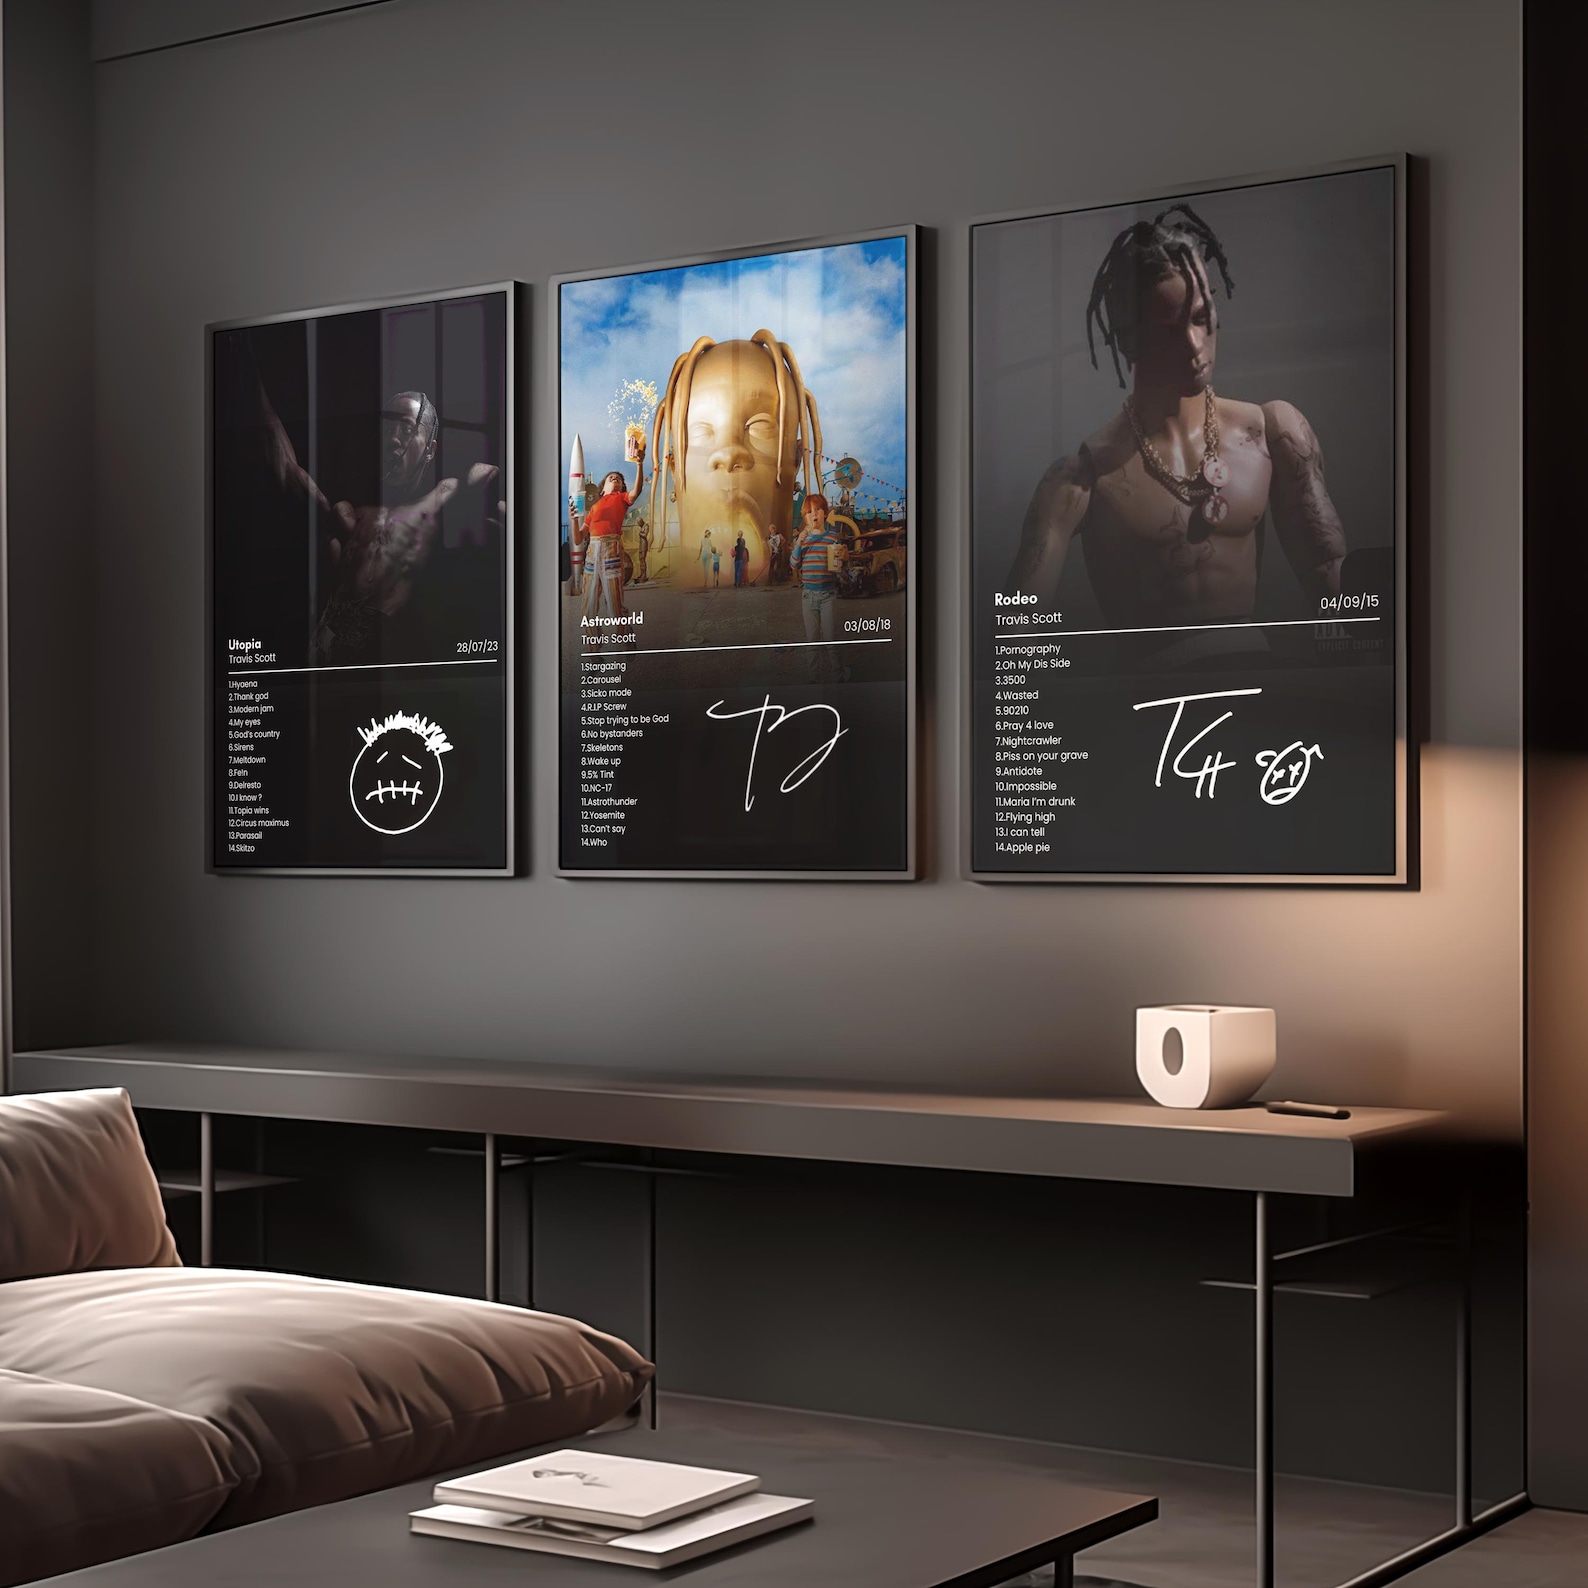 Utopia
Travis Scott
28/07/23
1.Hyaena
2.Thank god
3.Modern jam
4.My eyes
5.God's country
6.Sirens
7.Meltdown
8.Fein
9.Delresto
10.I know ?
11.Topia wins
12.Circus maximus
13.Parasail
14.Skitzo
Astroworld
Travis Scott
03/08/18
1.Stargazing
2.Carousel
3.Sicko mode
4.R.I.P Screw
5.Stop trying to be God
6.No bystanders
7.Skeletons
8.Wake up
9.5% Tint
10.NC-17
11.Astrothunder
12.Yosemite
13.Can't say
14.Who
Rodeo
Travis Scott
04/09/15
EXPLICIT CONTENT
1.Pornography
2.Oh My Dis Side
3.3500
4.Wasted
5.90210
6.Pray 4 love
7.Nightcrawler
8.Piss on your grave
9.Antidote
10.Impossible
11.Maria I'm drunk
12.Flying high
13.I can tell
14.Apple pie